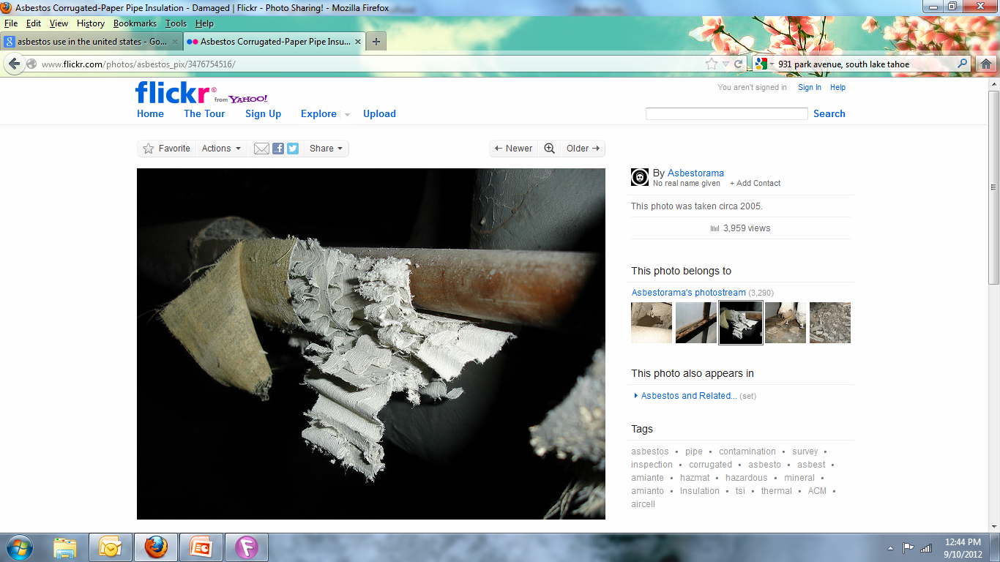 Asbestos Corrugated-Paper Pipe Insulation - Damaged | Flickr - Photo Sharing! - Mozilla Firefox
File Edit View History Bookmarks Tools Help
asbestos use in the united states - Go...
Asbestos Corrugated-Paper Pipe Insu...
www.flickr.com/photos/asbestos_pix/3476754516/
931 park avenue, south lake tahoe
flickr® from YAHOO!
You aren't signed in Sign In Help
Home The Tour Sign Up Explore Upload
Search
Favorite Actions Share
← Newer Older →
By Asbestorama
No real name given + Add Contact
This photo was taken circa 2005.
3,959 views
This photo belongs to
Asbestorama's photostream (3,290)
This photo also appears in
Asbestos and Related... (set)
Tags
asbestos • pipe • contamination • survey •
inspection • corrugated • asbesto • asbest •
amiante • hazmat • hazardous • mineral •
amianto • Insulation • tsi • thermal • ACM •
aircell
12:44 PM
9/10/2012